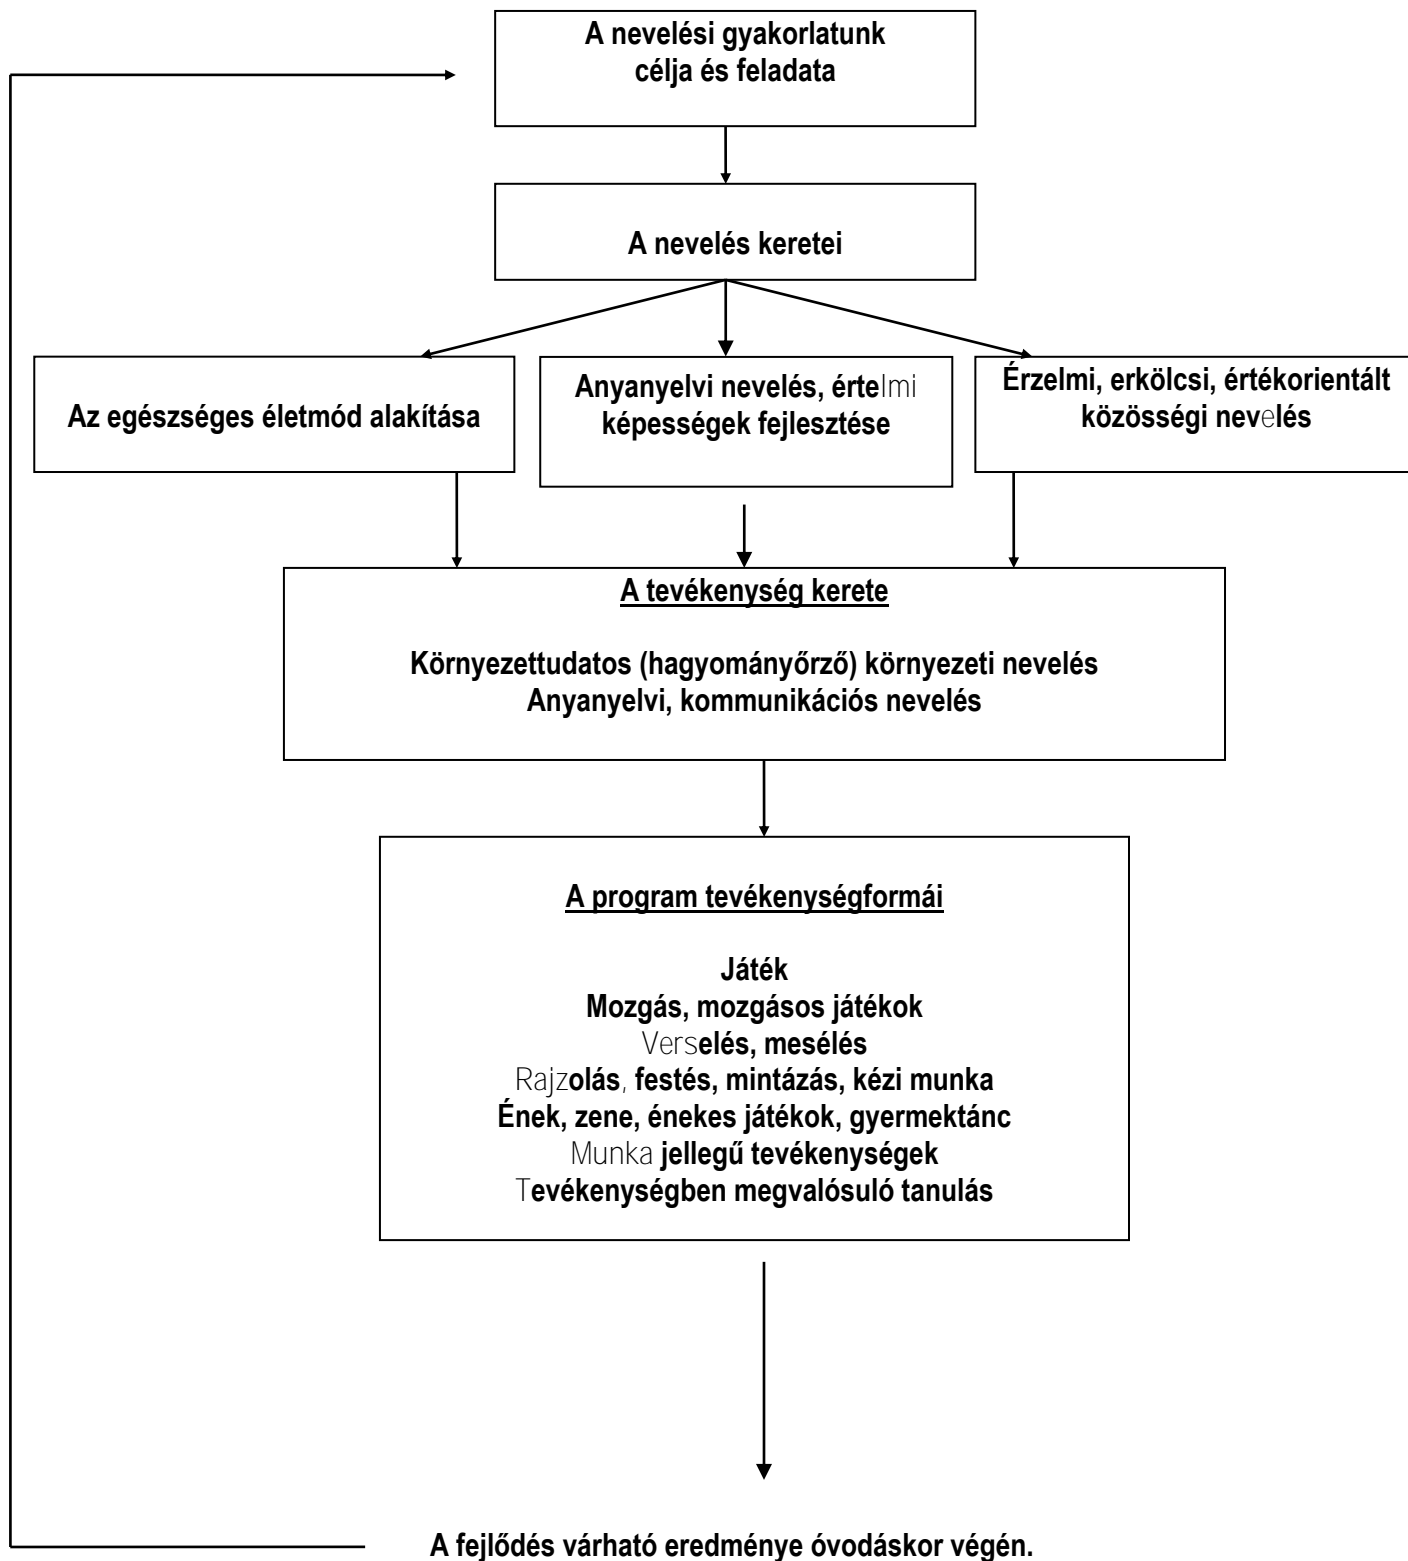 A nevelési gyakorlatunk
célja és feladata
A nevelés keretei
Az egészséges életmód alakítása
Anyanyelvi nevelés, értelmi
képességek fejlesztése
Érzelmi, erkölcsi, értékorientált
közösségi nevelés
A tevékenység kerete
Környezettudatos (hagyományőrző) környezeti nevelés
Anyanyelvi, kommunikációs nevelés
A program tevékenységformái
Játék
Mozgás, mozgásos játékok
Verselés, mesélés
Rajzolás, festés, mintázás, kézi munka
Ének, zene, énekes játékok, gyermektánc
Munka jellegű tevékenységek
Tevékenységben megvalósuló tanulás
A fejlődés várható eredménye óvodáskor végén.